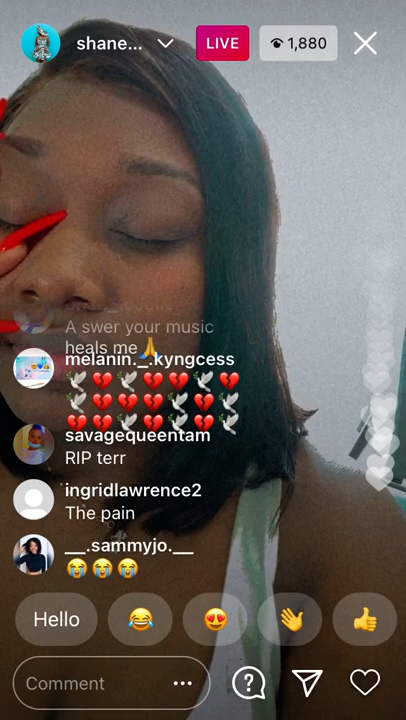 shane...
LIVE
1,880
A swer your music
heals me🙏
melanin._.kyngcess
🕊💔🕊💔💔🕊💔
🕊💔💔🕊💔💔🕊
💔💔🕊💔🕊💔🕊
savagequeentam
RIP terr
ingridlawrence2
The pain
__.sammyjo.__
😭😭😭
Hello 😂 😍 👋 👍
Comment ...